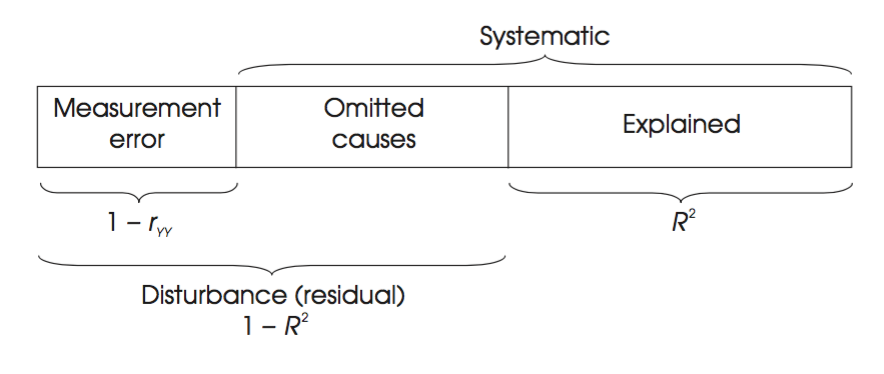 Systematic
Measurement
error
Omitted
causes
Explained
1 – r_YY
R²
Disturbance (residual)
1 – R²